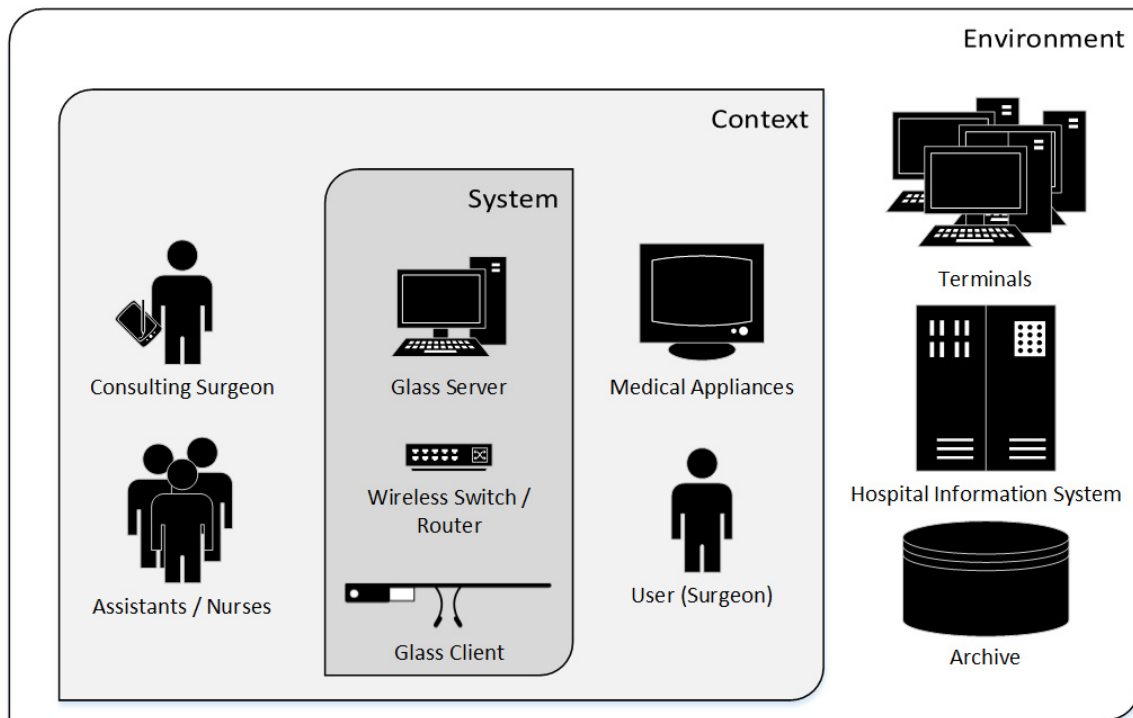 Environment
Context
System
Consulting Surgeon
Glass Server
Medical Appliances
Terminals
Assistants / Nurses
Wireless Switch /
Router
User (Surgeon)
Hospital Information System
Glass Client
Archive